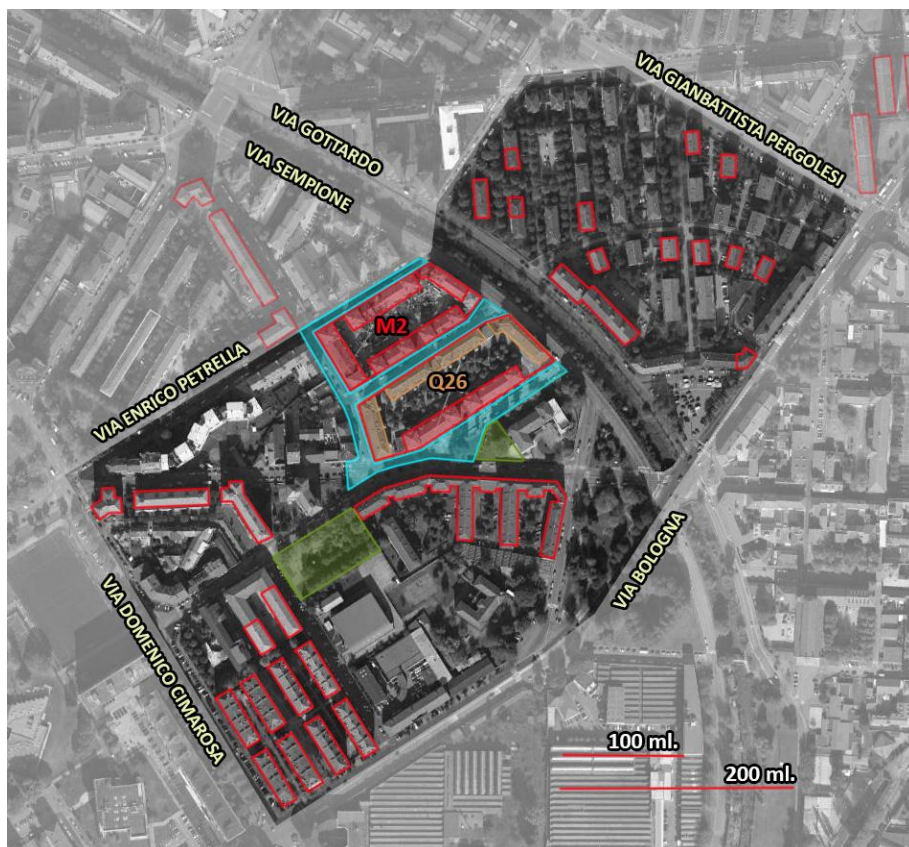 VIA GIANBATTISTA PERGOLESI
VIA GOTTARDO
VIA SEMPIONE
M2
VIA ENRICO PETRELLA
Q26
VIA BOLOGNA
VIA DOMENICO CIMAROSA
100 ml.
200 ml.